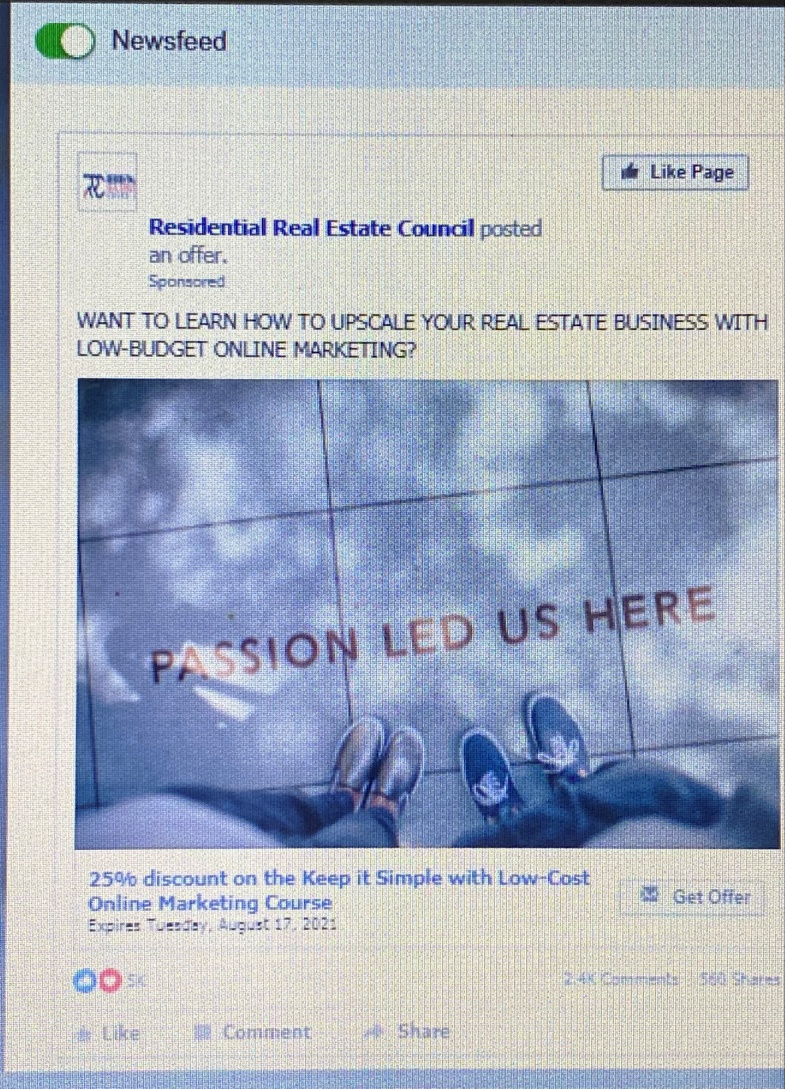 Newsfeed
Like Page
Residential Real Estate Council posted
an offer.
Sponsored
WANT TO LEARN HOW TO UPSCALE YOUR REAL ESTATE BUSINESS WITH
LOW-BUDGET ONLINE MARKETING?
PASSION LED US HERE
25% discount on the Keep it Simple with Low-Cost
Online Marketing Course
Expires Tuesday, August 17, 2021
Get Offer
5K
2.4K Comments 560 Shares
Like Comment Share